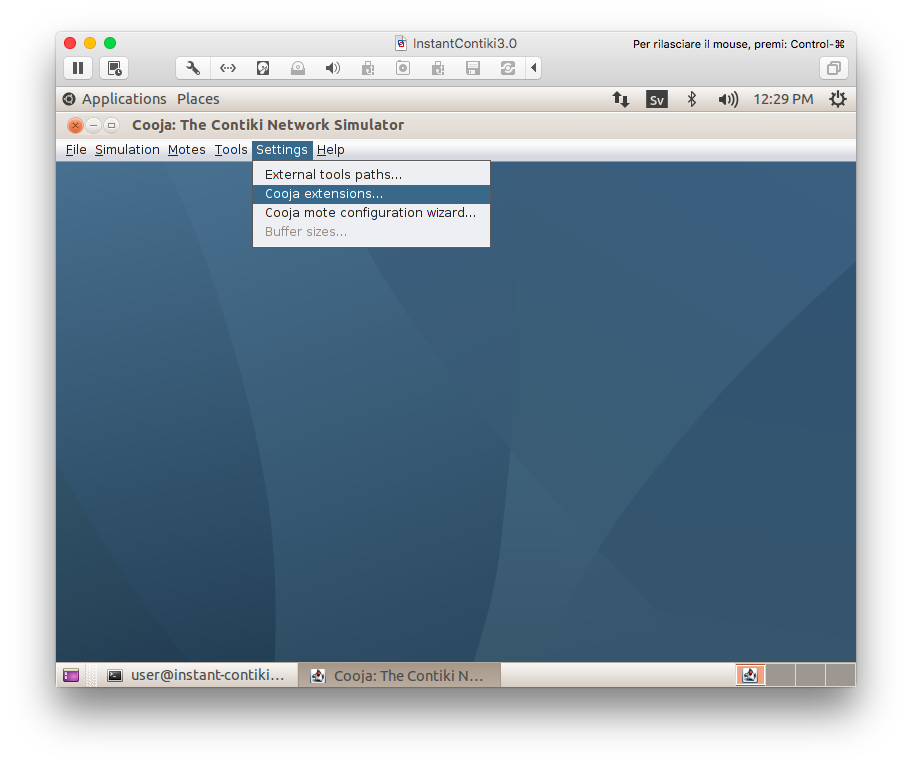 InstantContiki3.0
Per rilasciare il mouse, premi: Control-⌘
Applications Places Sv 12:29 PM
Cooja: The Contiki Network Simulator
File Simulation Motes Tools Settings Help
External tools paths...
Cooja extensions...
Cooja mote configuration wizard...
Buffer sizes...
user@instant-contiki... Cooja: The Contiki N...